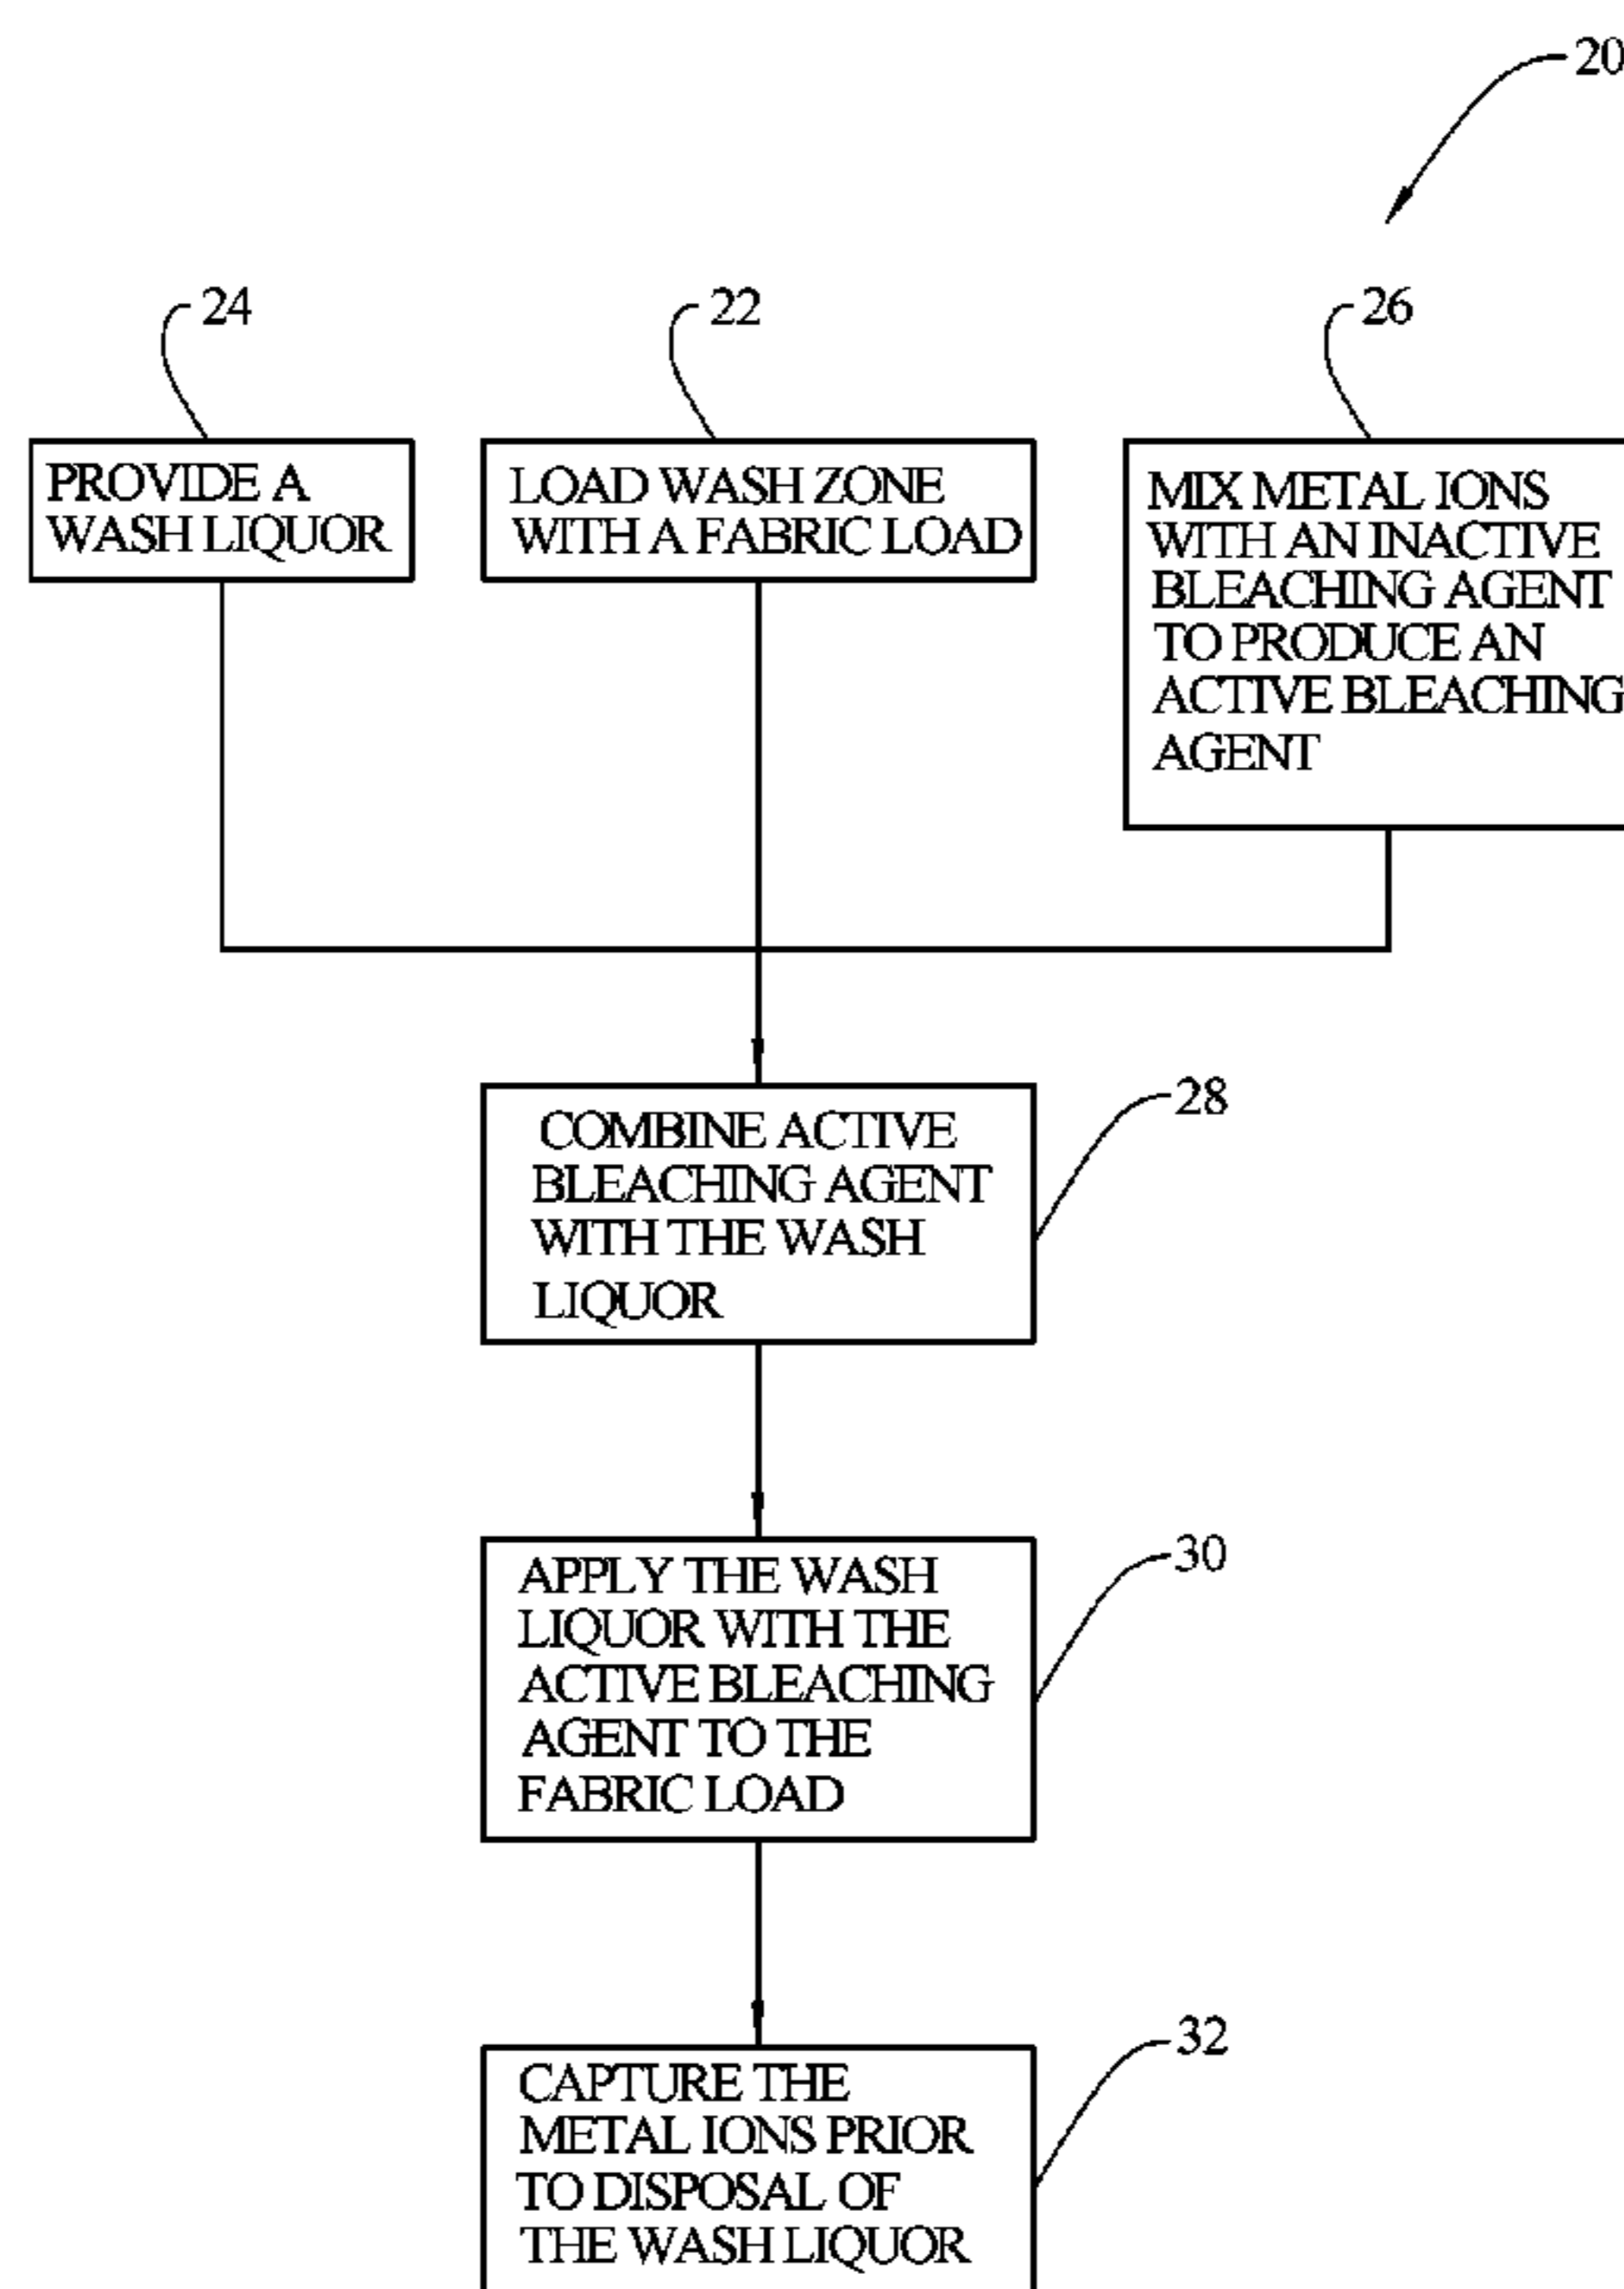 20
24
22
26
PROVIDE A
WASH LIQUOR
LOAD WASH ZONE
WITH A FABRIC LOAD
MIX METAL IONS
WITH AN INACTIVE
BLEACHING AGENT
TO PRODUCE AN
ACTIVE BLEACHING
AGENT
28
COMBINE ACTIVE
BLEACHING AGENT
WITH THE WASH
LIQUOR
30
APPLY THE WASH
LIQUOR WITH THE
ACTIVE BLEACHING
AGENT TO THE
FABRIC LOAD
32
CAPTURE THE
METAL IONS PRIOR
TO DISPOSAL OF
THE WASH LIQUOR